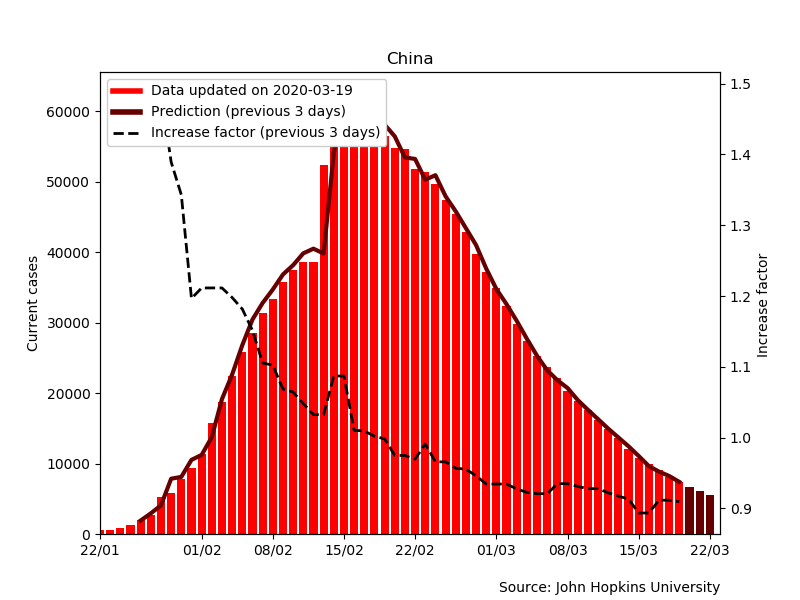 China
Data updated on 2020-03-19
Prediction (previous 3 days)
Increase factor (previous 3 days)
60000
50000
40000
30000
20000
10000
0
Current cases
1.5
1.4
1.3
1.2
1.1
1.0
0.9
Increase factor
22/01 01/02 08/02 15/02 22/02 01/03 08/03 15/03 22/03
Source: John Hopkins University